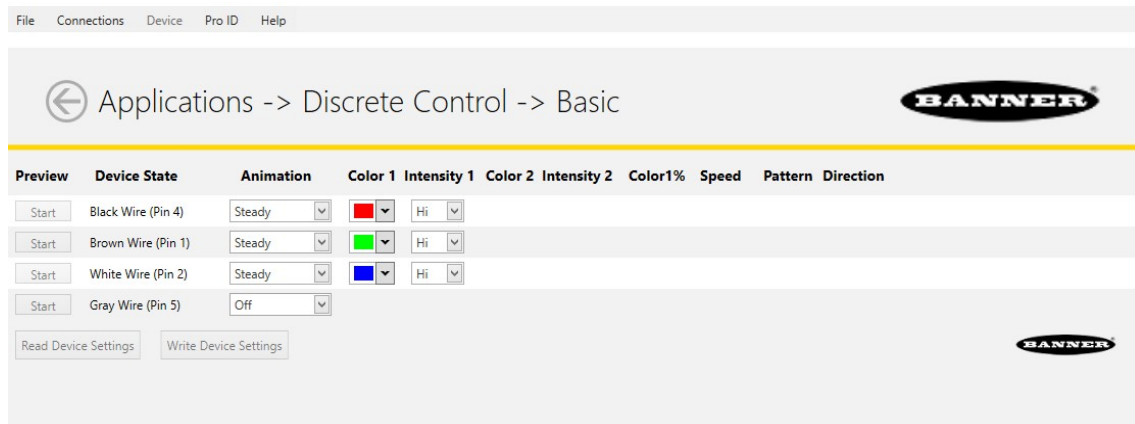 File Connections Device Pro ID Help
Applications -> Discrete Control -> Basic
BANNER
Preview Device State Animation Color 1 Intensity 1 Color 2 Intensity 2 Color1% Speed Pattern Direction
Start Black Wire (Pin 4) Steady Hi
Start Brown Wire (Pin 1) Steady Hi
Start White Wire (Pin 2) Steady Hi
Start Gray Wire (Pin 5) Off
Read Device Settings Write Device Settings
BANNER